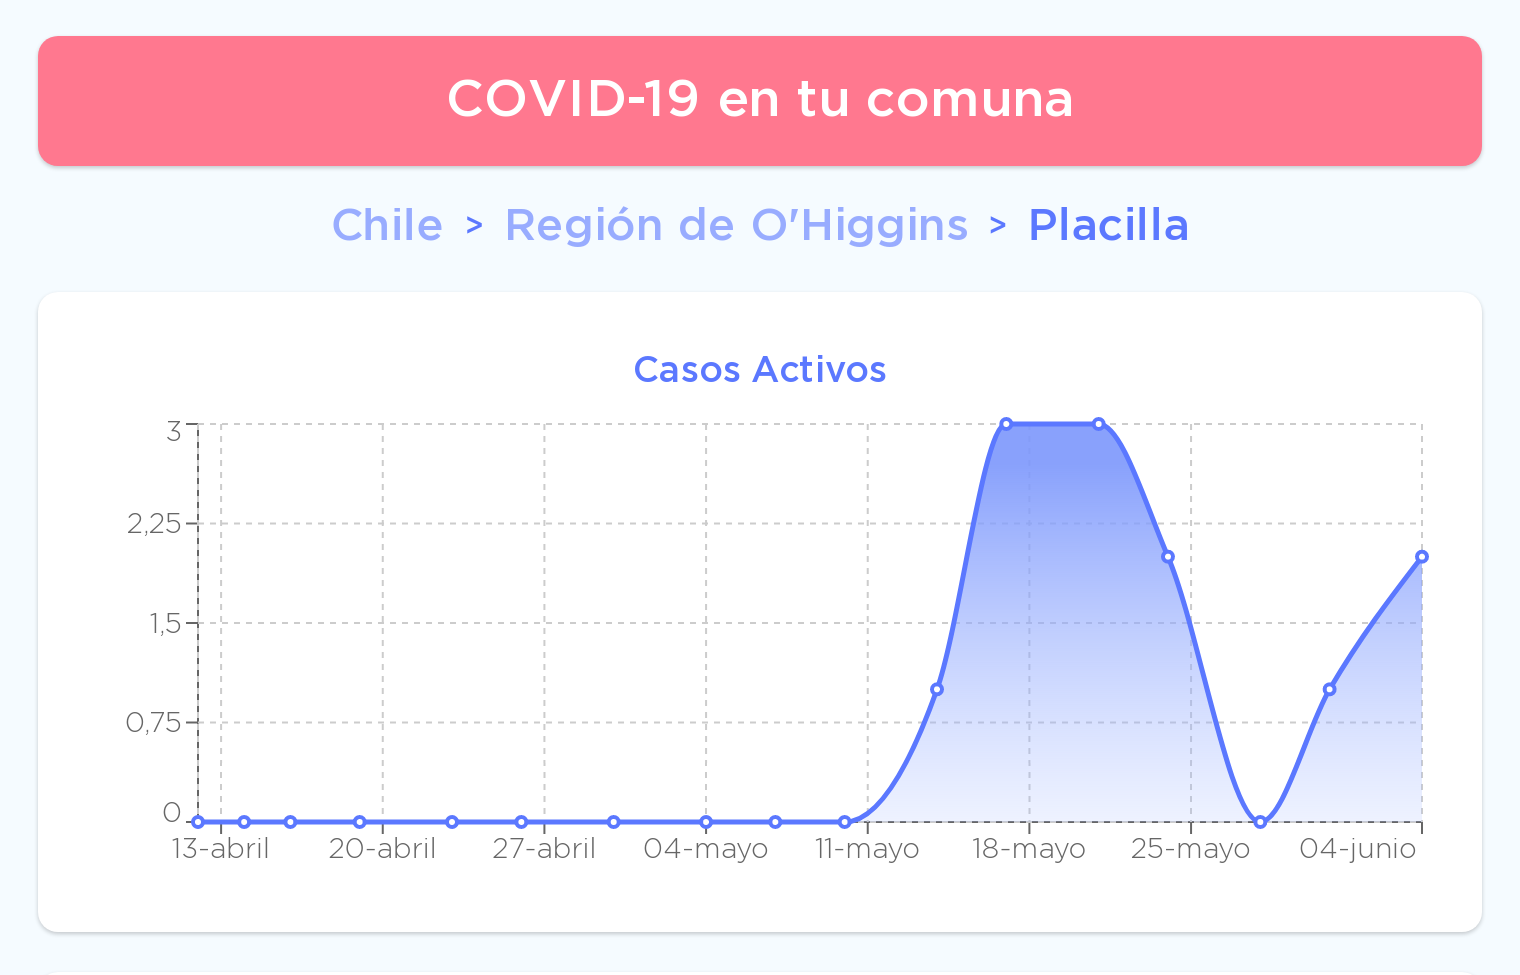 COVID-19 en tu comuna
Chile > Región de O'Higgins > Placilla
Casos Activos
3
2,25
1,5
0,75
0
13-abril 20-abril 27-abril 04-mayo 11-mayo 18-mayo 25-mayo 04-junio